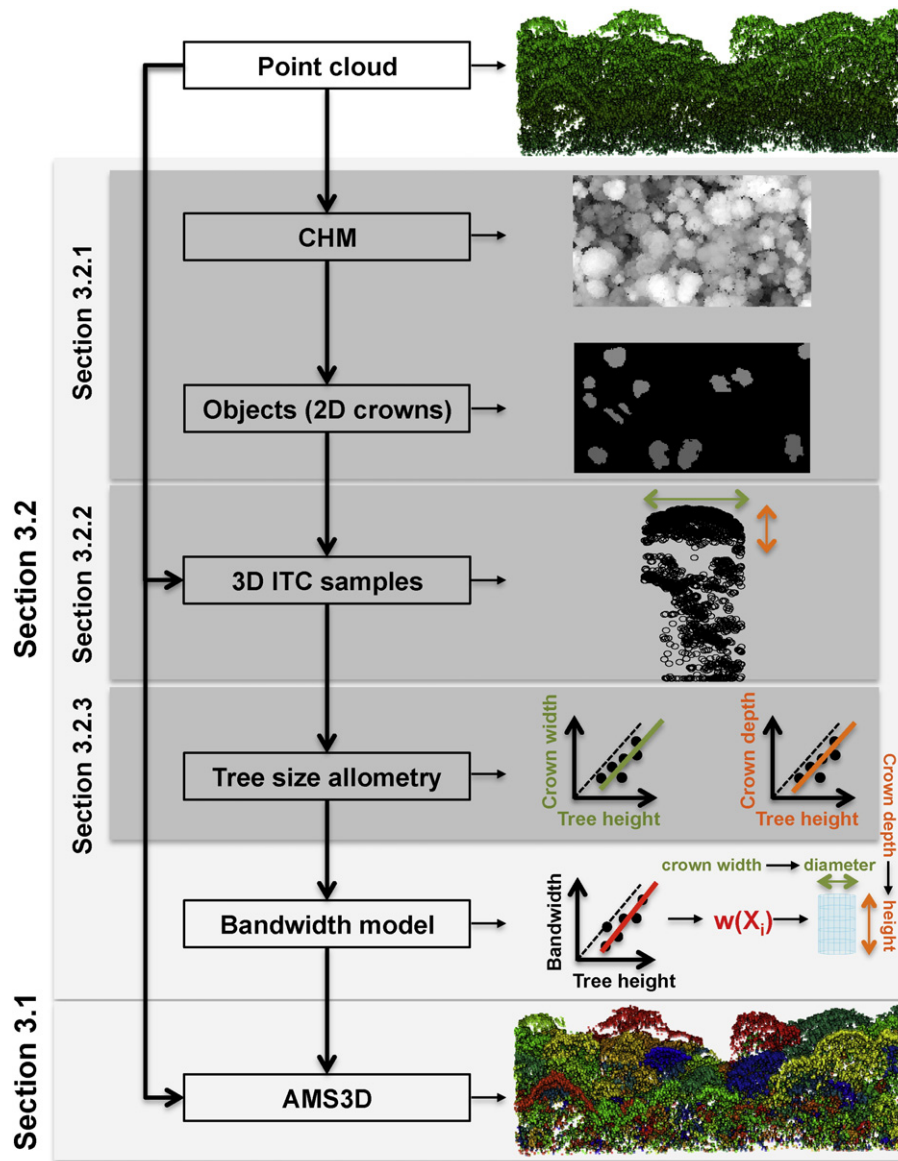 Point cloud
Section 3.2
Section 3.2.1
CHM
Objects (2D crowns)
Section 3.2.2
3D ITC samples
Section 3.2.3
Tree size allometry
Crown width
Tree height
Crown depth
Tree height
Crown depth
Bandwidth model
Bandwidth
Tree height
w(Xi)
crown width
diameter
height
Section 3.1
AMS3D